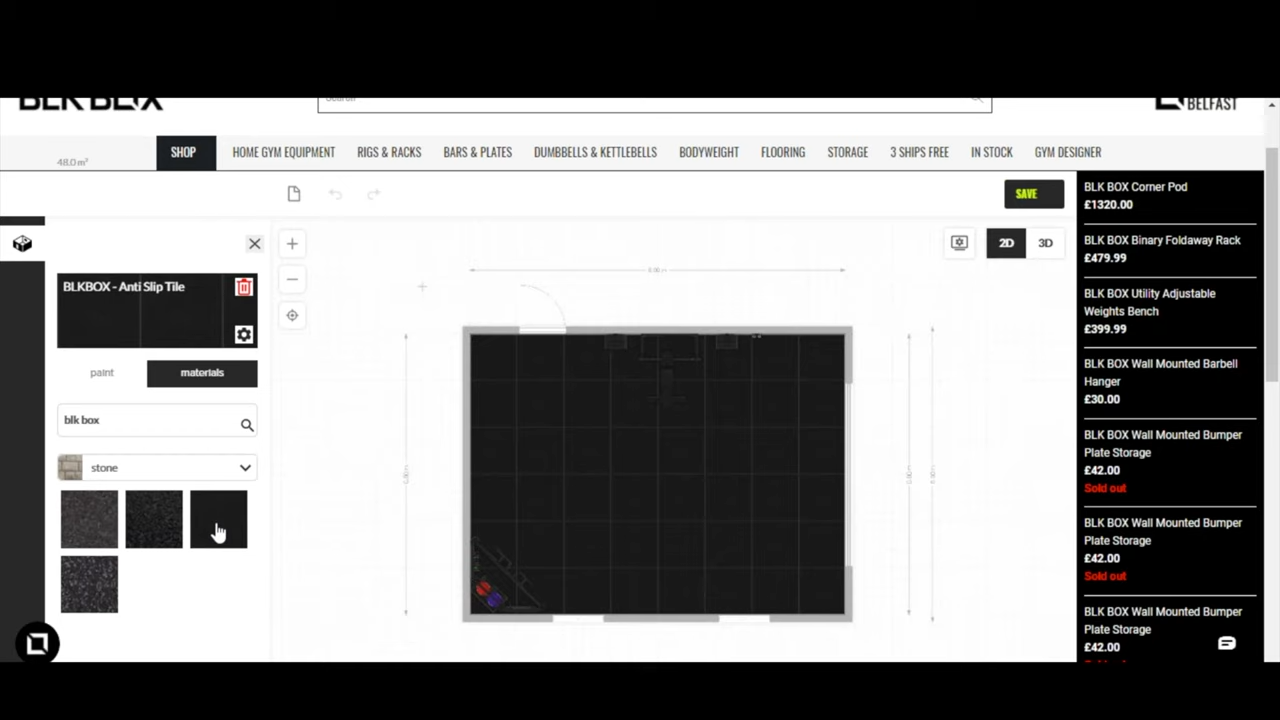 BLK BOX
Search
BELFAST
48.0 m²
SHOP
HOME GYM EQUIPMENT
RIGS & RACKS
BARS & PLATES
DUMBBELLS & KETTLEBELLS
BODYWEIGHT
FLOORING
STORAGE
3 SHIPS FREE
IN STOCK
GYM DESIGNER
SAVE
2D
3D
BLKBOX - Anti Slip Tile
paint
materials
blk box
stone
BLK BOX Corner Pod
£1320.00
BLK BOX Binary Foldaway Rack
£479.99
BLK BOX Utility Adjustable
Weights Bench
£399.99
BLK BOX Wall Mounted Barbell
Hanger
£30.00
BLK BOX Wall Mounted Bumper
Plate Storage
£42.00
Sold out
BLK BOX Wall Mounted Bumper
Plate Storage
£42.00
Sold out
BLK BOX Wall Mounted Bumper
Plate Storage
£42.00